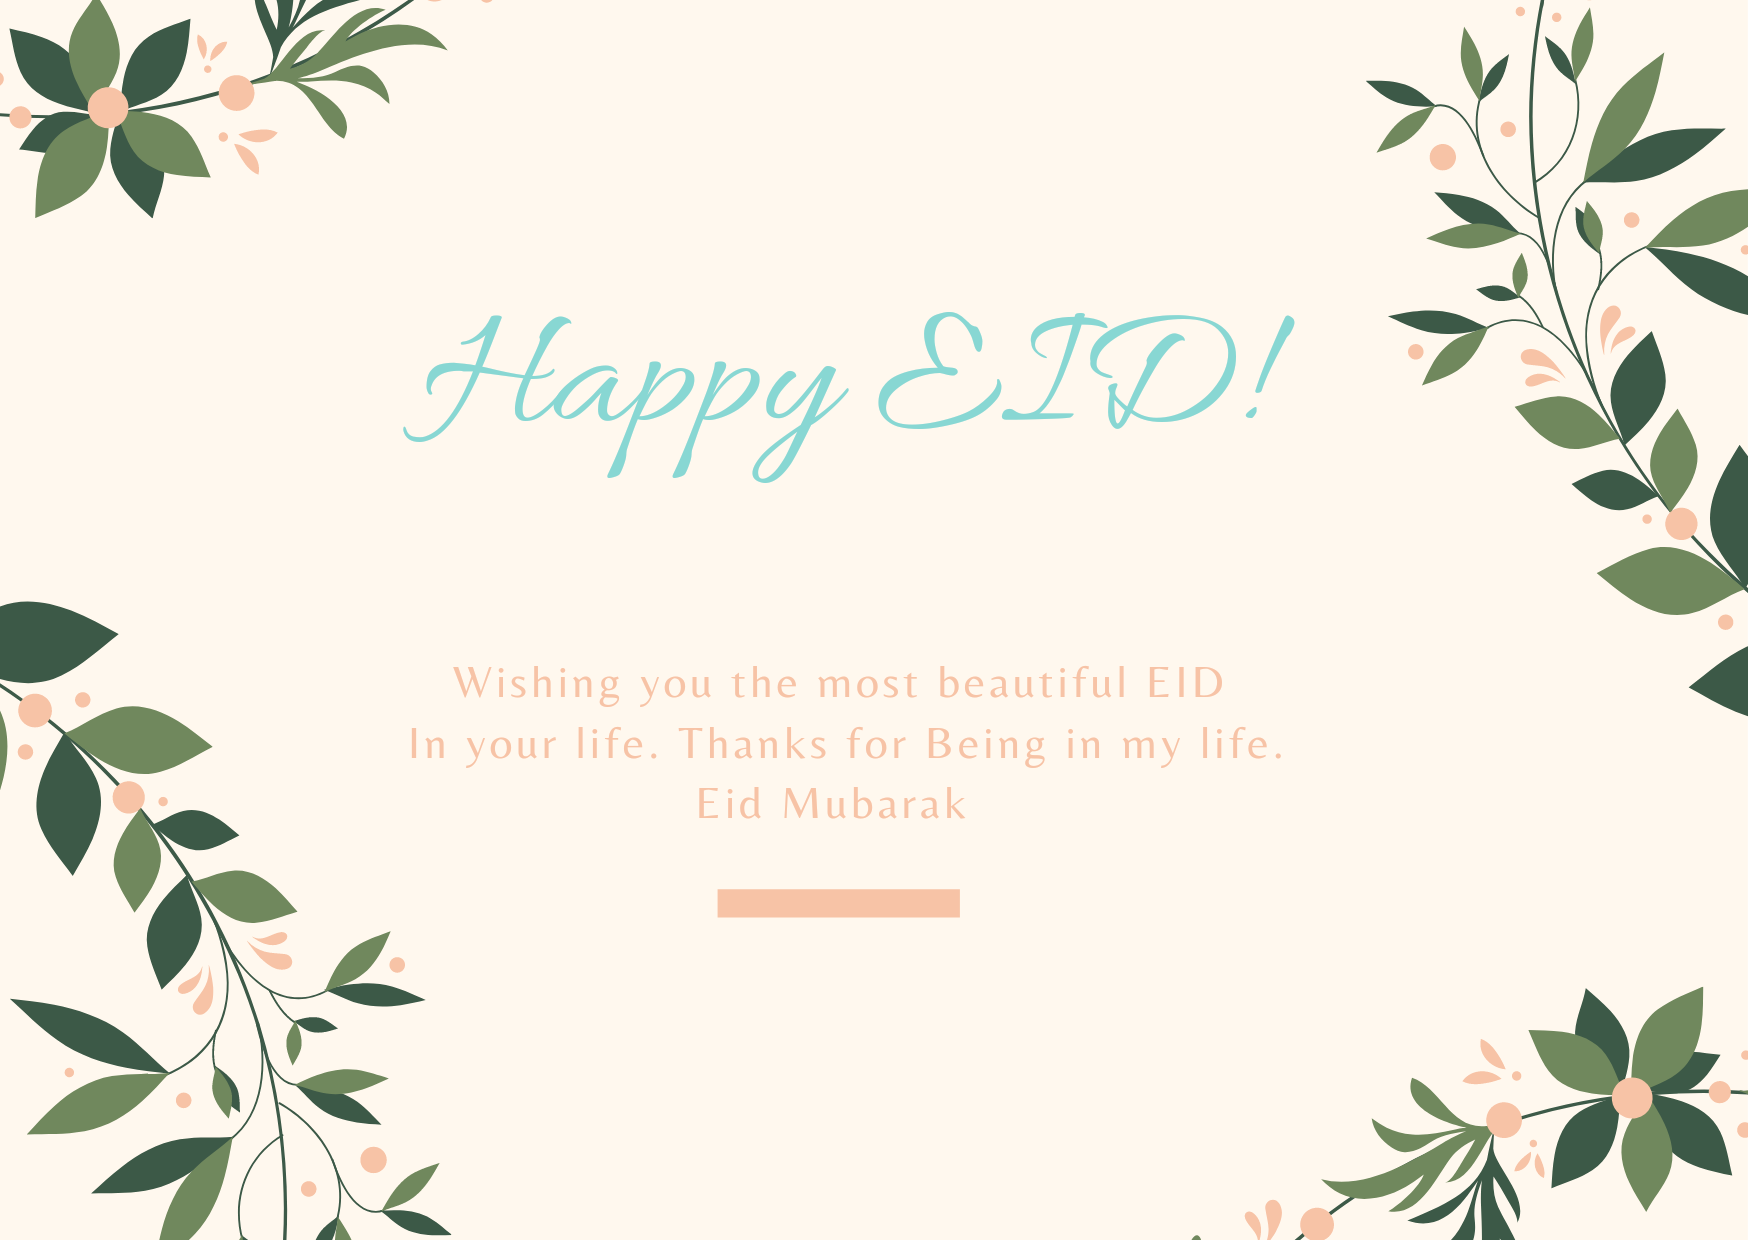 Happy EID!
Wishing you the most beautiful EID
In your life. Thanks for Being in my life.
Eid Mubarak